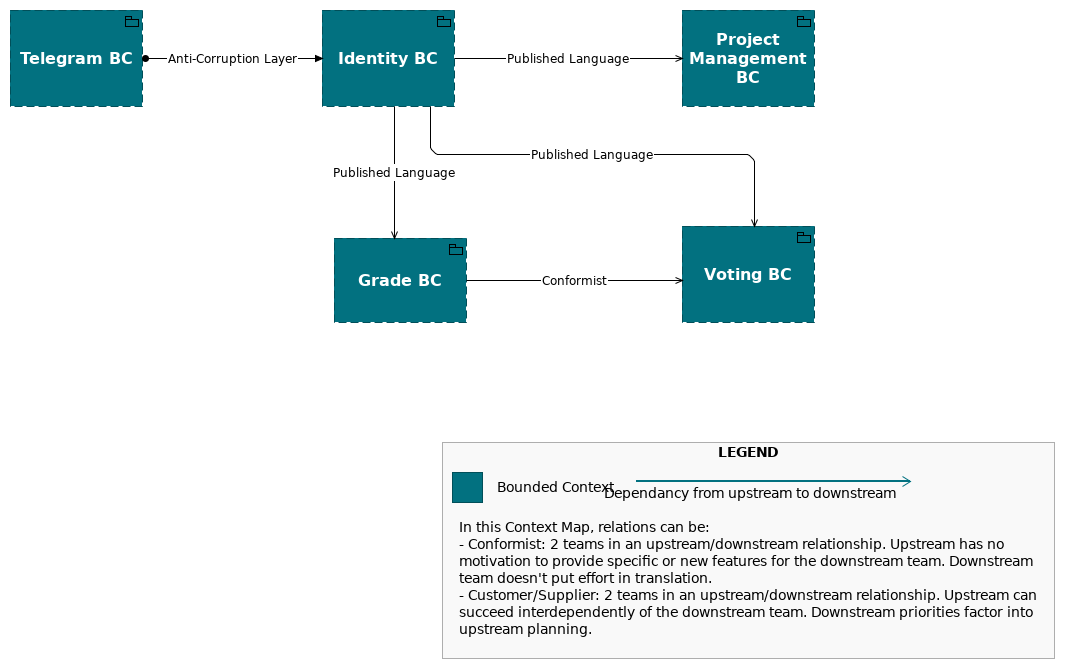 Telegram BC
Anti-Corruption Layer
Identity BC
Published Language
Project
Management
BC
Published Language
Published Language
Grade BC
Conformist
Voting BC
LEGEND
Bounded Context
Dependancy from upstream to downstream
In this Context Map, relations can be:
- Conformist: 2 teams in an upstream/downstream relationship. Upstream has no
motivation to provide specific or new features for the downstream team. Downstream
team doesn't put effort in translation.
- Customer/Supplier: 2 teams in an upstream/downstream relationship. Upstream can
succeed interdependently of the downstream team. Downstream priorities factor into
upstream planning.